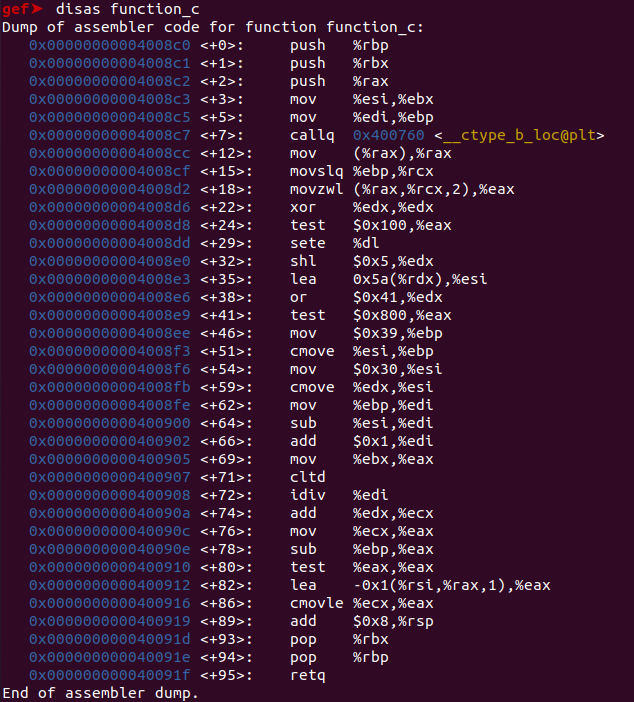 gef➤  disas function_c
Dump of assembler code for function function_c:
   0x00000000004008c0 <+0>:	push   %rbp
   0x00000000004008c1 <+1>:	push   %rbx
   0x00000000004008c2 <+2>:	push   %rax
   0x00000000004008c3 <+3>:	mov    %esi,%ebx
   0x00000000004008c5 <+5>:	mov    %edi,%ebp
   0x00000000004008c7 <+7>:	callq  0x400760 <__ctype_b_loc@plt>
   0x00000000004008cc <+12>:	mov    (%rax),%rax
   0x00000000004008cf <+15>:	movslq %ebp,%rcx
   0x00000000004008d2 <+18>:	movzwl (%rax,%rcx,2),%eax
   0x00000000004008d6 <+22>:	xor    %edx,%edx
   0x00000000004008d8 <+24>:	test   $0x100,%eax
   0x00000000004008dd <+29>:	sete   %dl
   0x00000000004008e0 <+32>:	shl    $0x5,%edx
   0x00000000004008e3 <+35>:	lea    0x5a(%rdx),%esi
   0x00000000004008e6 <+38>:	or     $0x41,%edx
   0x00000000004008e9 <+41>:	test   $0x800,%eax
   0x00000000004008ee <+46>:	mov    $0x39,%ebp
   0x00000000004008f3 <+51>:	cmove  %esi,%ebp
   0x00000000004008f6 <+54>:	mov    $0x30,%esi
   0x00000000004008fb <+59>:	cmove  %edx,%esi
   0x00000000004008fe <+62>:	mov    %ebp,%edi
   0x0000000000400900 <+64>:	sub    %esi,%edi
   0x0000000000400902 <+66>:	add    $0x1,%edi
   0x0000000000400905 <+69>:	mov    %ebx,%eax
   0x0000000000400907 <+71>:	cltd
   0x0000000000400908 <+72>:	idiv   %edi
   0x000000000040090a <+74>:	add    %edx,%ecx
   0x000000000040090c <+76>:	mov    %ecx,%eax
   0x000000000040090e <+78>:	sub    %ebp,%eax
   0x0000000000400910 <+80>:	test   %eax,%eax
   0x0000000000400912 <+82>:	lea    -0x1(%rsi,%rax,1),%eax
   0x0000000000400916 <+86>:	cmovle %ecx,%eax
   0x0000000000400919 <+89>:	add    $0x8,%rsp
   0x000000000040091d <+93>:	pop    %rbx
   0x000000000040091e <+94>:	pop    %rbp
   0x000000000040091f <+95>:	retq
End of assembler dump.